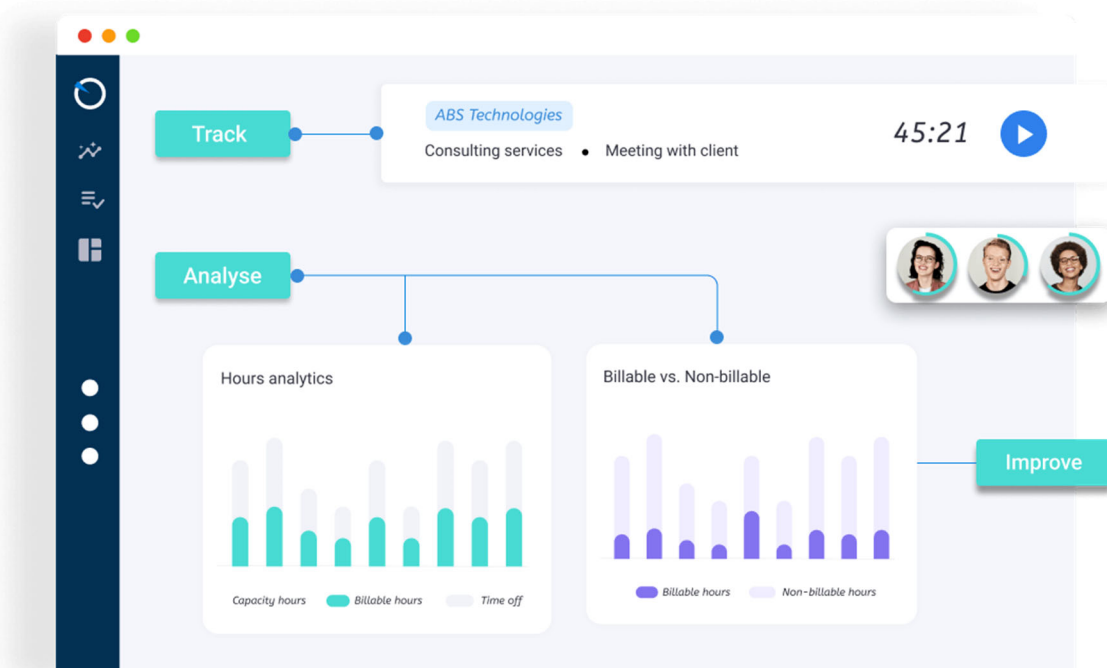 Track
ABS Technologies
Consulting services • Meeting with client
45:21
Analyse
Hours analytics
Capacity hours Billable hours Time off
Billable vs. Non-billable
Billable hours Non-billable hours
Improve